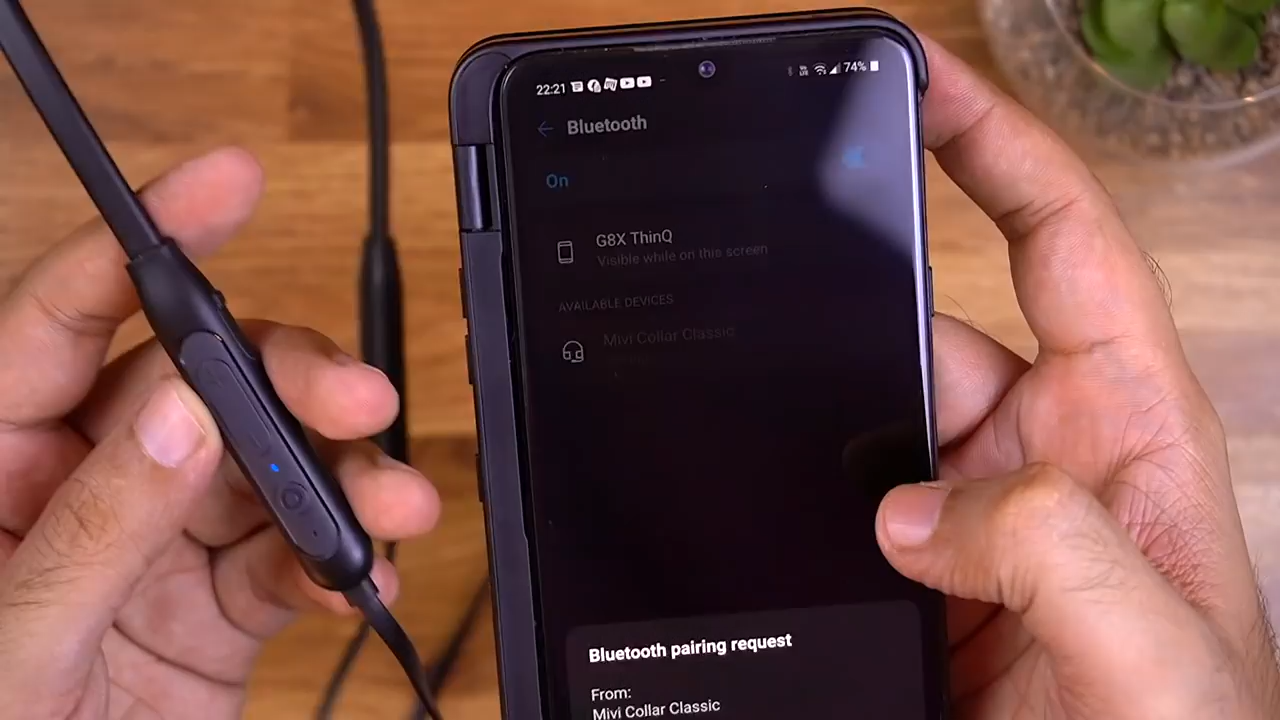 22:21
74%
Bluetooth
On
G8X ThinQ
Visible while on this screen
AVAILABLE DEVICES
Mivi Collar Classic
Bluetooth pairing request
From:
Mivi Collar Classic